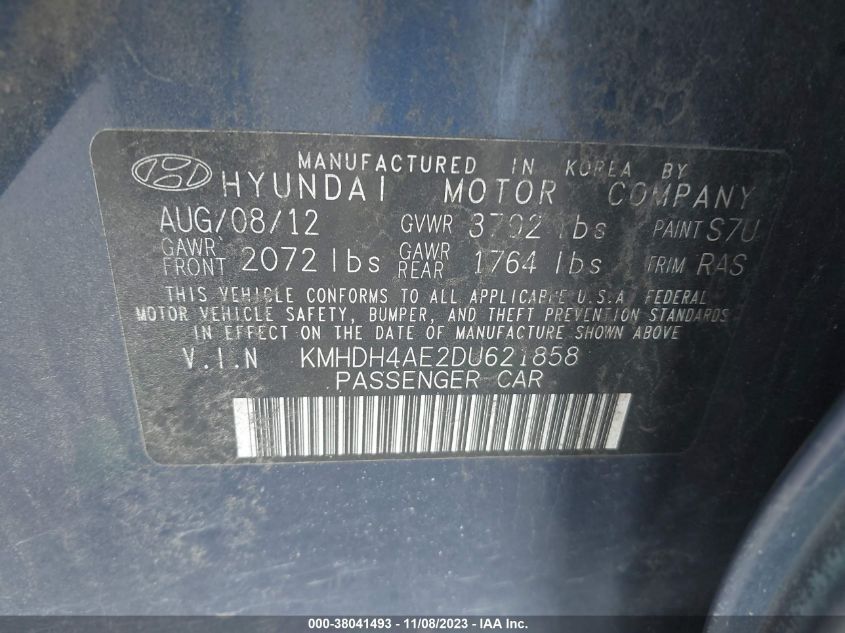 MANUFACTURED IN KOREA BY
HYUNDAI MOTOR COMPANY
AUG/08/12 GVWR 3792 lbs PAINT S7U
GAWR FRONT 2072 lbs GAWR REAR 1764 lbs TRIM RAS
THIS VEHICLE CONFORMS TO ALL APPLICABLE U.S.A FEDERAL
MOTOR VEHICLE SAFETY, BUMPER, AND THEFT PREVENTION STANDARDS
IN EFFECT ON THE DATE OF MANUFACTURE SHOWN ABOVE
V.I.N KMHDH4AE2DU621858
PASSENGER CAR
000-38041493 - 11/08/2023 - IAA Inc.